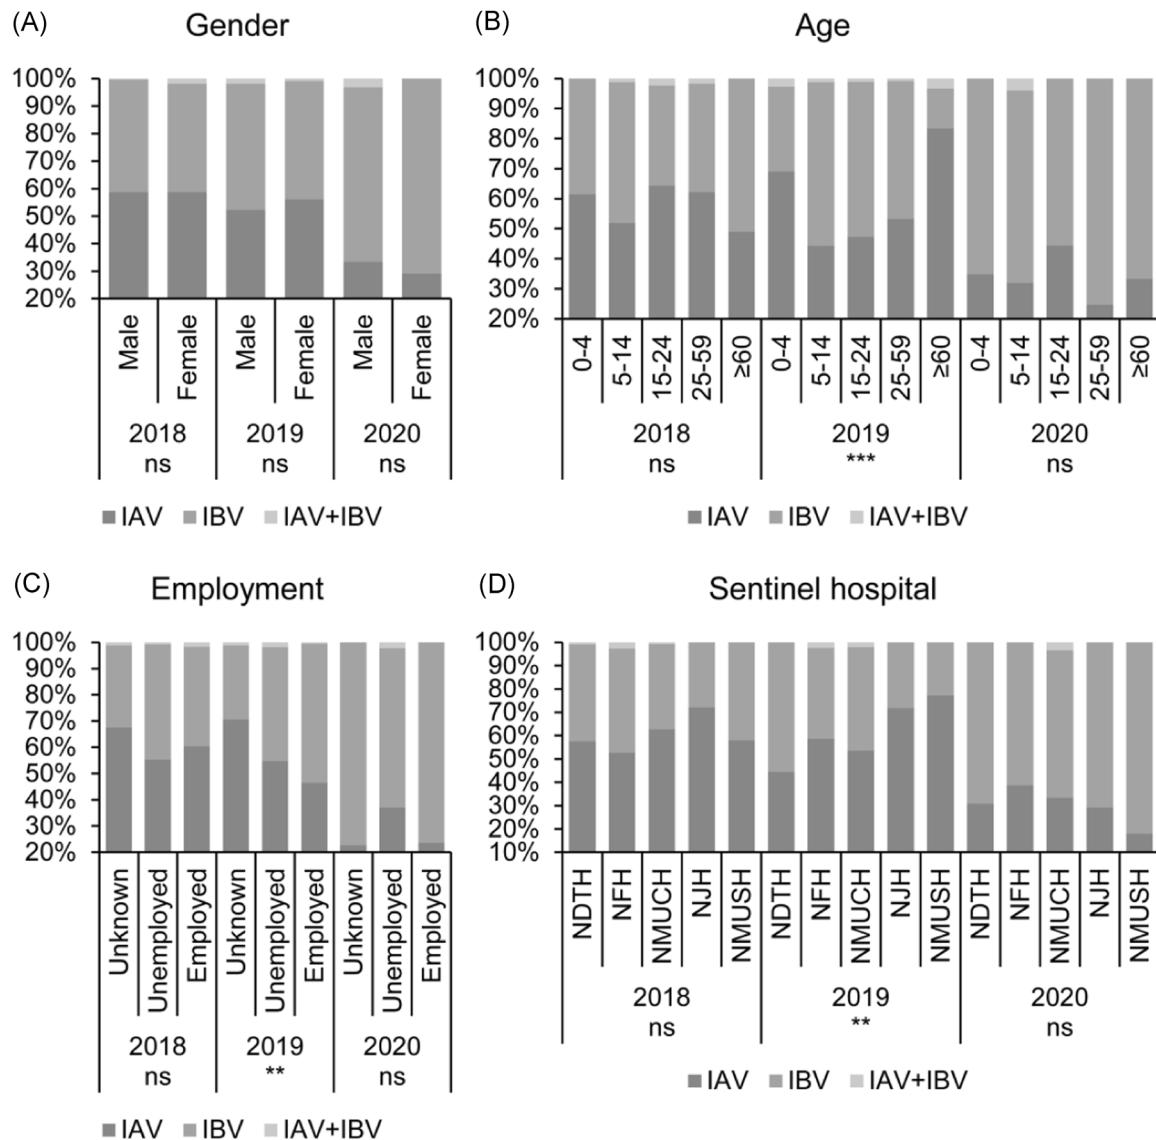 (A) Gender
100%
90%
80%
70%
60%
50%
40%
30%
20%
Male
Female
Male
Female
Male
Female
2018 2019 2020
ns ns ns
IAV IBV IAV+IBV
(B) Age
100%
90%
80%
70%
60%
50%
40%
30%
20%
0-4
5-14
15-24
25-59
≥60
0-4
5-14
15-24
25-59
≥60
0-4
5-14
15-24
25-59
≥60
2018 2019 2020
ns *** ns
IAV IBV IAV+IBV
(C) Employment
100%
90%
80%
70%
60%
50%
40%
30%
20%
Unknown
Unemployed
Employed
Unknown
Unemployed
Employed
Unknown
Unemployed
Employed
2018 2019 2020
ns ** ns
IAV IBV IAV+IBV
(D) Sentinel hospital
100%
90%
80%
70%
60%
50%
40%
30%
20%
10%
NDTH
NFH
NMUCH
NJH
NMUSH
NDTH
NFH
NMUCH
NJH
NMUSH
NDTH
NFH
NMUCH
NJH
NMUSH
2018 2019 2020
ns ** ns
IAV IBV IAV+IBV